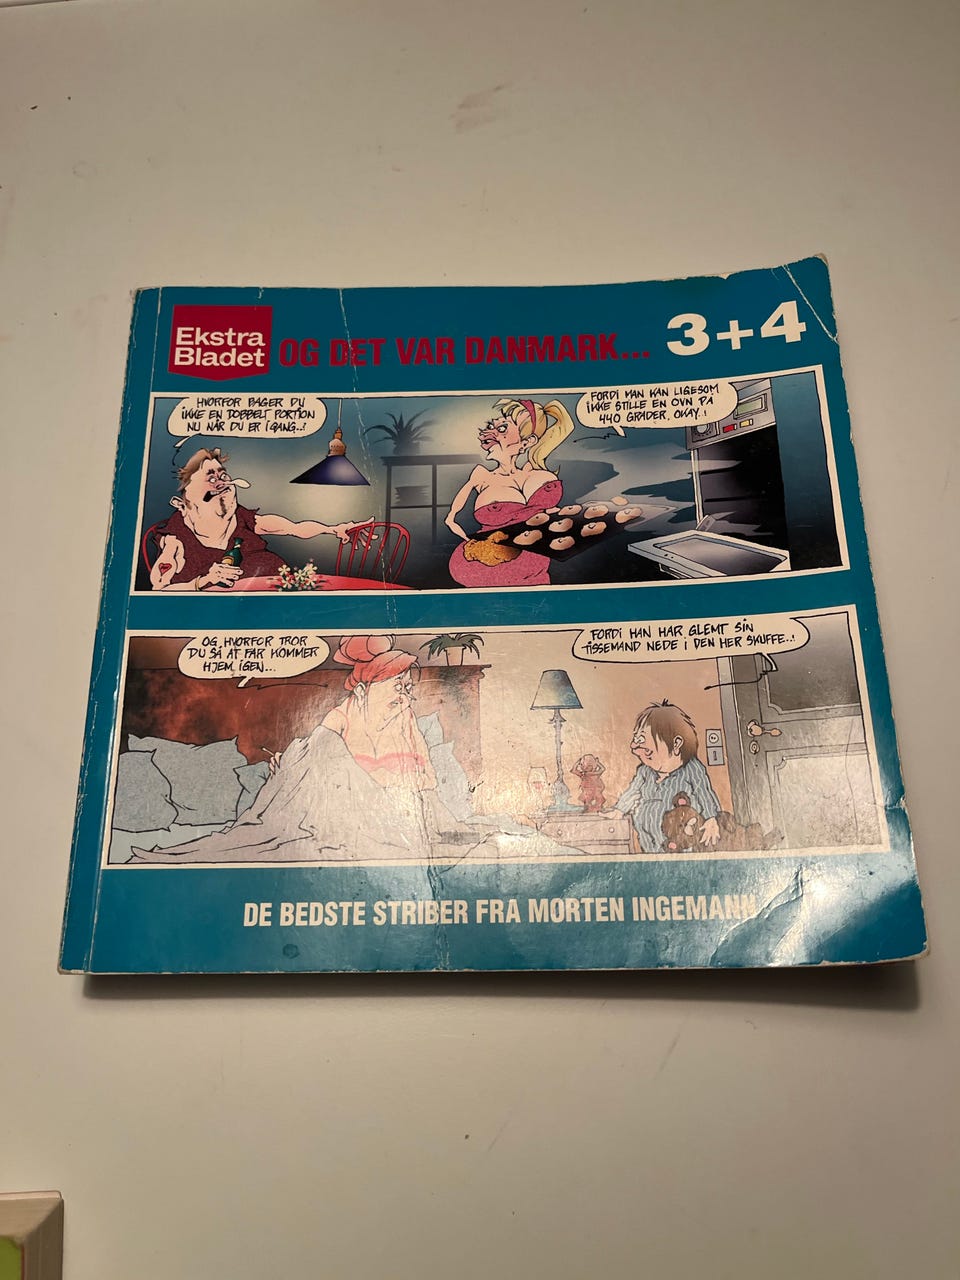 Ekstra
Bladet
OG DET VAR DANMARK...
3+4
HVORFOR BAGER DU
IKKE EN DOBBELT PORTION
NU NÅR DU ER IGANG..?
FORDI MAN KAN LIGESOM
IKKE STILLE EN OVN PÅ
440 GRADER, OKAY..!
OG HVORFOR TROR
DU SÅ AT FAR KOMMER
HJEM IGEN...
FORDI HAN HAR GLEMT SIN
TISSEMAND NEDE I DEN HER SKUFFE..!
DE BEDSTE STRIBER FRA MORTEN INGEMANN